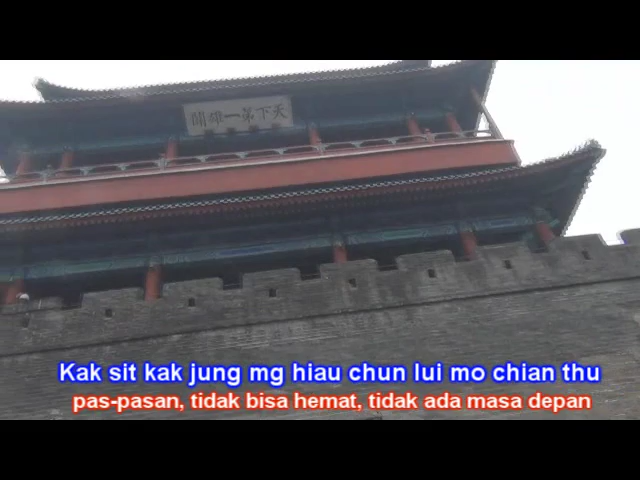 天下第一雄關
Kak sit kak jung mg hiau chun lui mo chian thu
pas-pasan, tidak bisa hemat, tidak ada masa depan